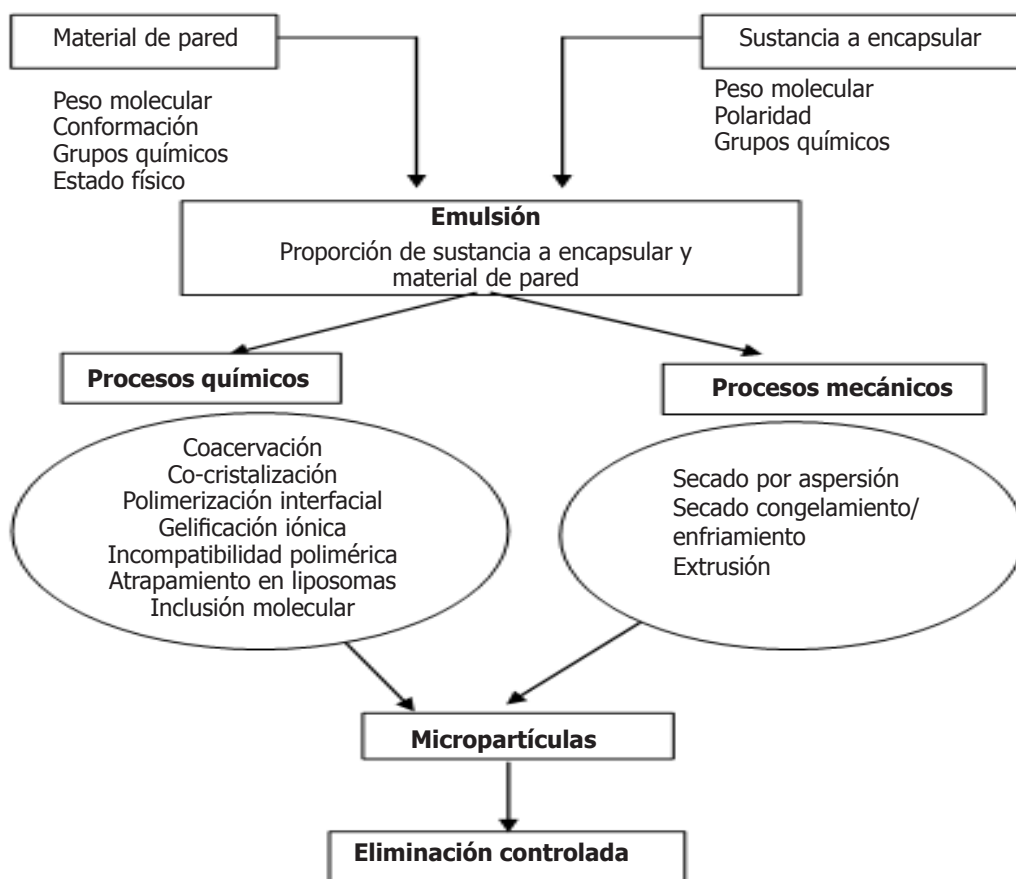 Material de pared
Sustancia a encapsular
Peso molecular
Conformación
Grupos químicos
Estado físico
Peso molecular
Polaridad
Grupos químicos
Emulsión
Proporción de sustancia a encapsular y
material de pared
Procesos químicos
Procesos mecánicos
Coacervación
Co-cristalización
Polimerización interfacial
Gelificación iónica
Incompatibilidad polimérica
Atrapamiento en liposomas
Inclusión molecular
Secado por aspersión
Secado congelamiento/
enfriamiento
Extrusión
Micropartículas
Eliminación controlada